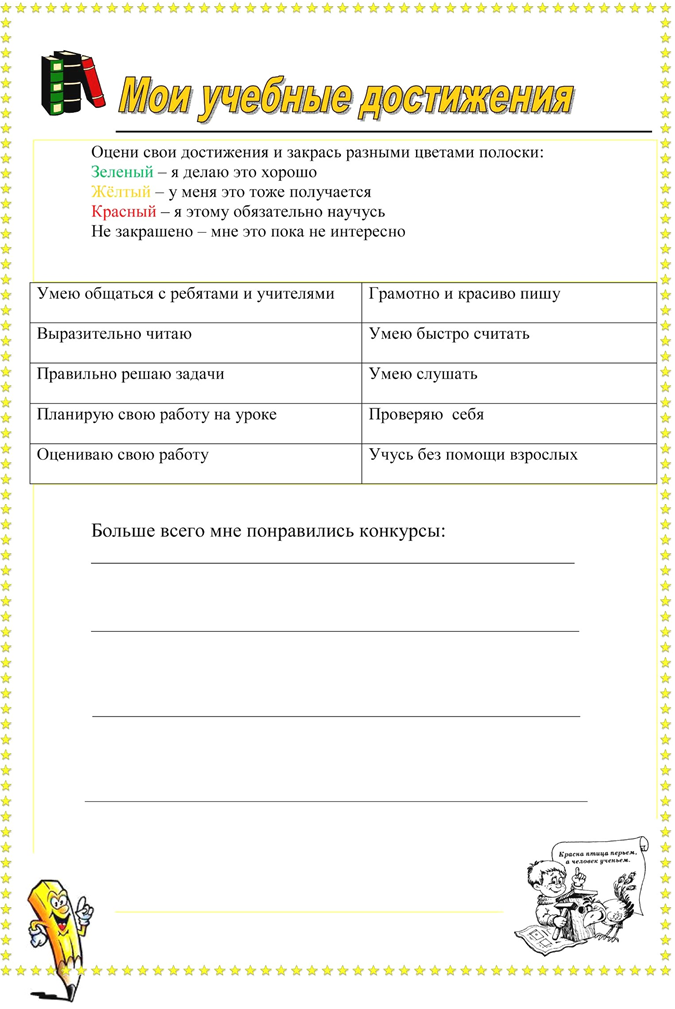 Мои учебные достижения
Оцени свои достижения и закрась разными цветами полоски:
Зеленый – я делаю это хорошо
Жёлтый – у меня это тоже получается
Красный – я этому обязательно научусь
Не закрашено – мне это пока не интересно
Умею общаться с ребятами и учителями Грамотно и красиво пишу
Выразительно читаю Умею быстро считать
Правильно решаю задачи Умею слушать
Планирую свою работу на уроке Проверяю себя
Оцениваю свою работу Учусь без помощи взрослых
Больше всего мне понравились конкурсы:
Красна птица перьем,
а человек ученьем.